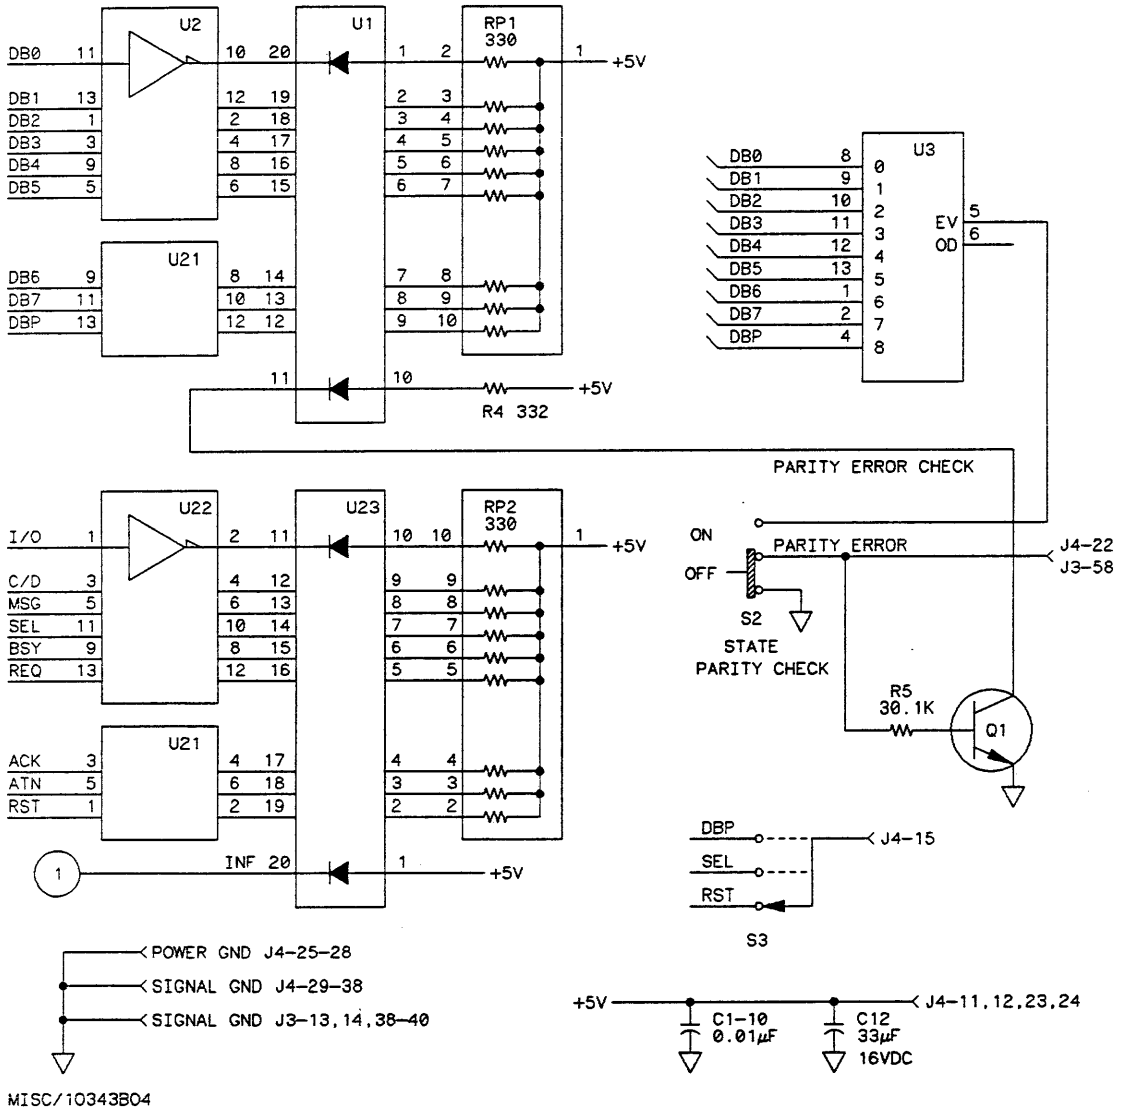 U2 U1 RP1
330
DB0 11 10 20 1 2 1 +5V
DB1 13 12 19 2 3
DB2 1 2 18 3 4
DB3 3 4 17 4 5
DB4 9 8 16 5 6
DB5 5 6 15 6 7
U21
DB6 9 8 14 7 8
DB7 11 10 13 8 9
DBP 13 12 12 9 10
11 10 +5V
R4 332
U3
DB0 8 0
DB1 9 1
DB2 10 2
DB3 11 3
DB4 12 4
DB5 13 5
DB6 1 6
DB7 2 7
DBP 4 8
EV 5
OD 6
PARITY ERROR CHECK
U22 U23 RP2
330
I/O 1 2 11 10 10 1 +5V
C/D 3 4 12 9 9
MSG 5 6 13 8 8
SEL 11 10 14 7 7
BSY 9 8 15 6 6
REQ 13 12 16 5 5
U21
ACK 3 4 17 4 4
ATN 5 6 18 3 3
RST 1 2 19 2 2
1 INF 20 1 +5V
ON
PARITY ERROR
J4-22
J3-58
OFF
S2
STATE
PARITY CHECK
R5
30.1K
Q1
DBP
J4-15
SEL
RST
S3
POWER GND J4-25-28
SIGNAL GND J4-29-38
SIGNAL GND J3-13,14,38-40
+5V J4-11,12,23,24
C1-10
0.01µF
C12
33µF
16VDC
MISC/10343B04